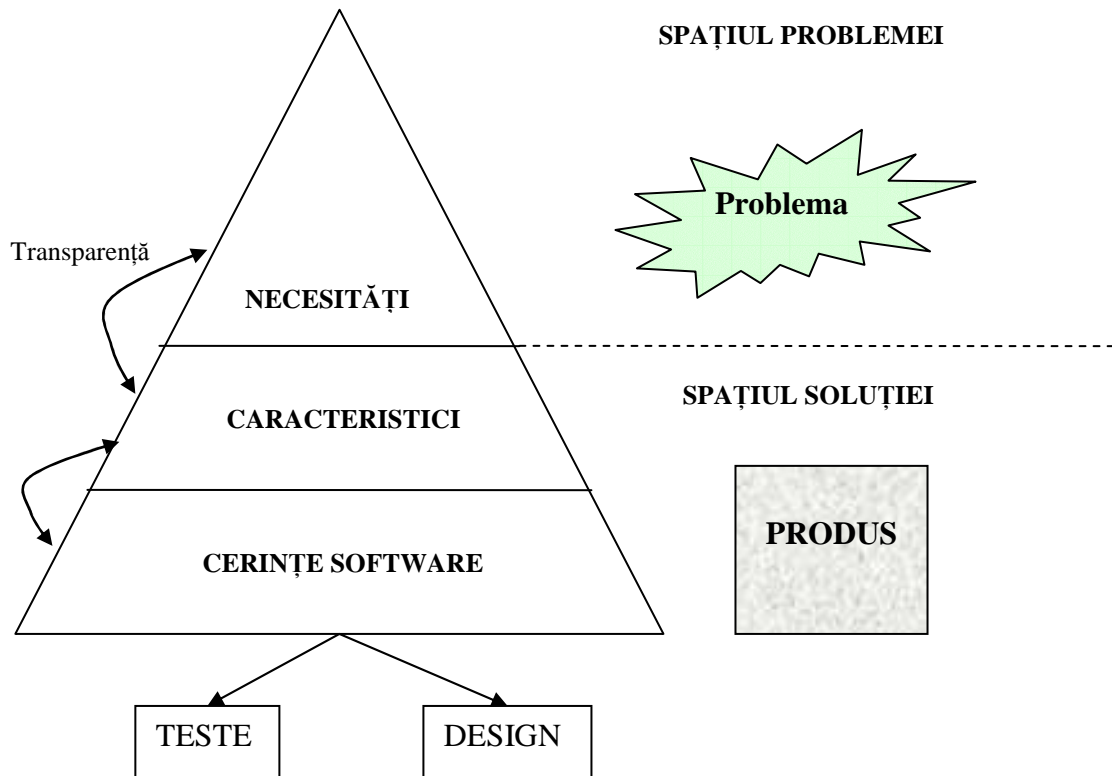 SPAȚIUL PROBLEMEI
Problema
Transparență
NECESITĂȚI
SPAȚIUL SOLUȚIEI
CARACTERISTICI
PRODUS
CERINȚE SOFTWARE
TESTE
DESIGN